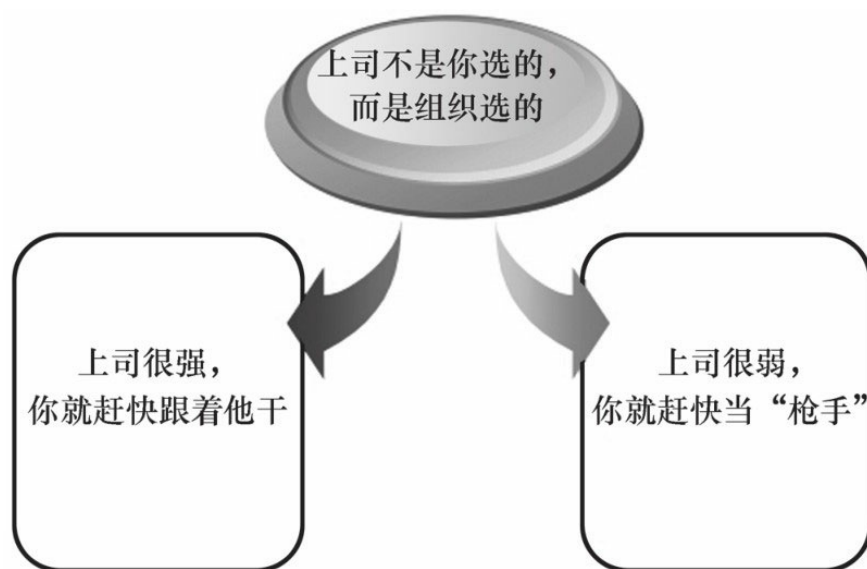 上司不是你选的，
而是组织选的
上司很强，
你就赶快跟着他干
上司很弱，
你就赶快当“枪手”